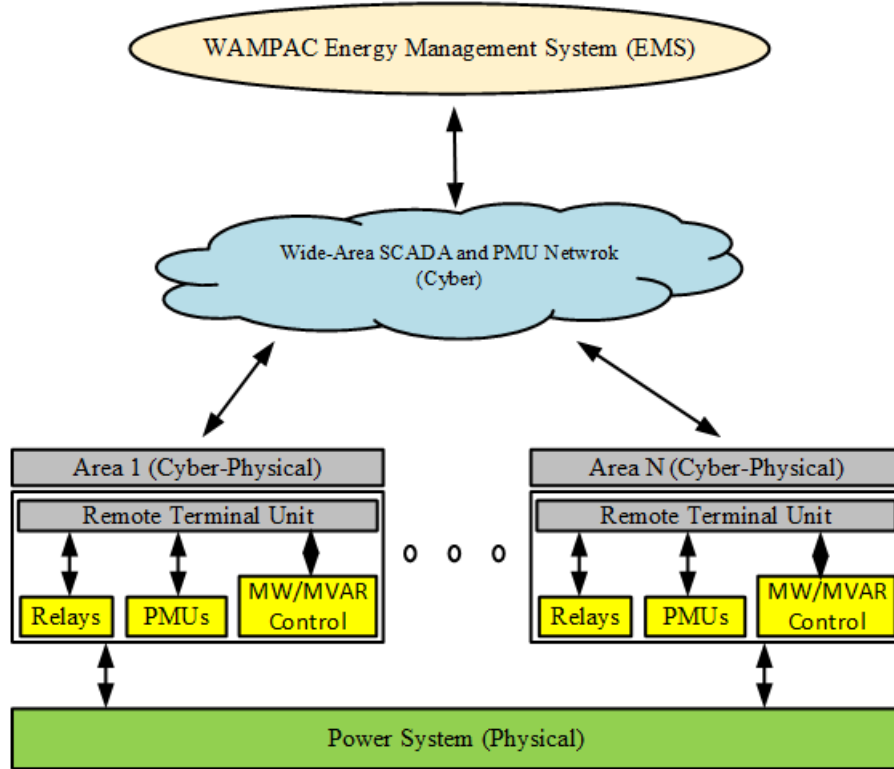 WAMPAC Energy Management System (EMS)
Wide-Area SCADA and PMU Netwrok
(Cyber)
Area 1 (Cyber-Physical)
Remote Terminal Unit
Relays
PMUs
MW/MVAR
Control
Area N (Cyber-Physical)
Remote Terminal Unit
Relays
PMUs
MW/MVAR
Control
Power System (Physical)